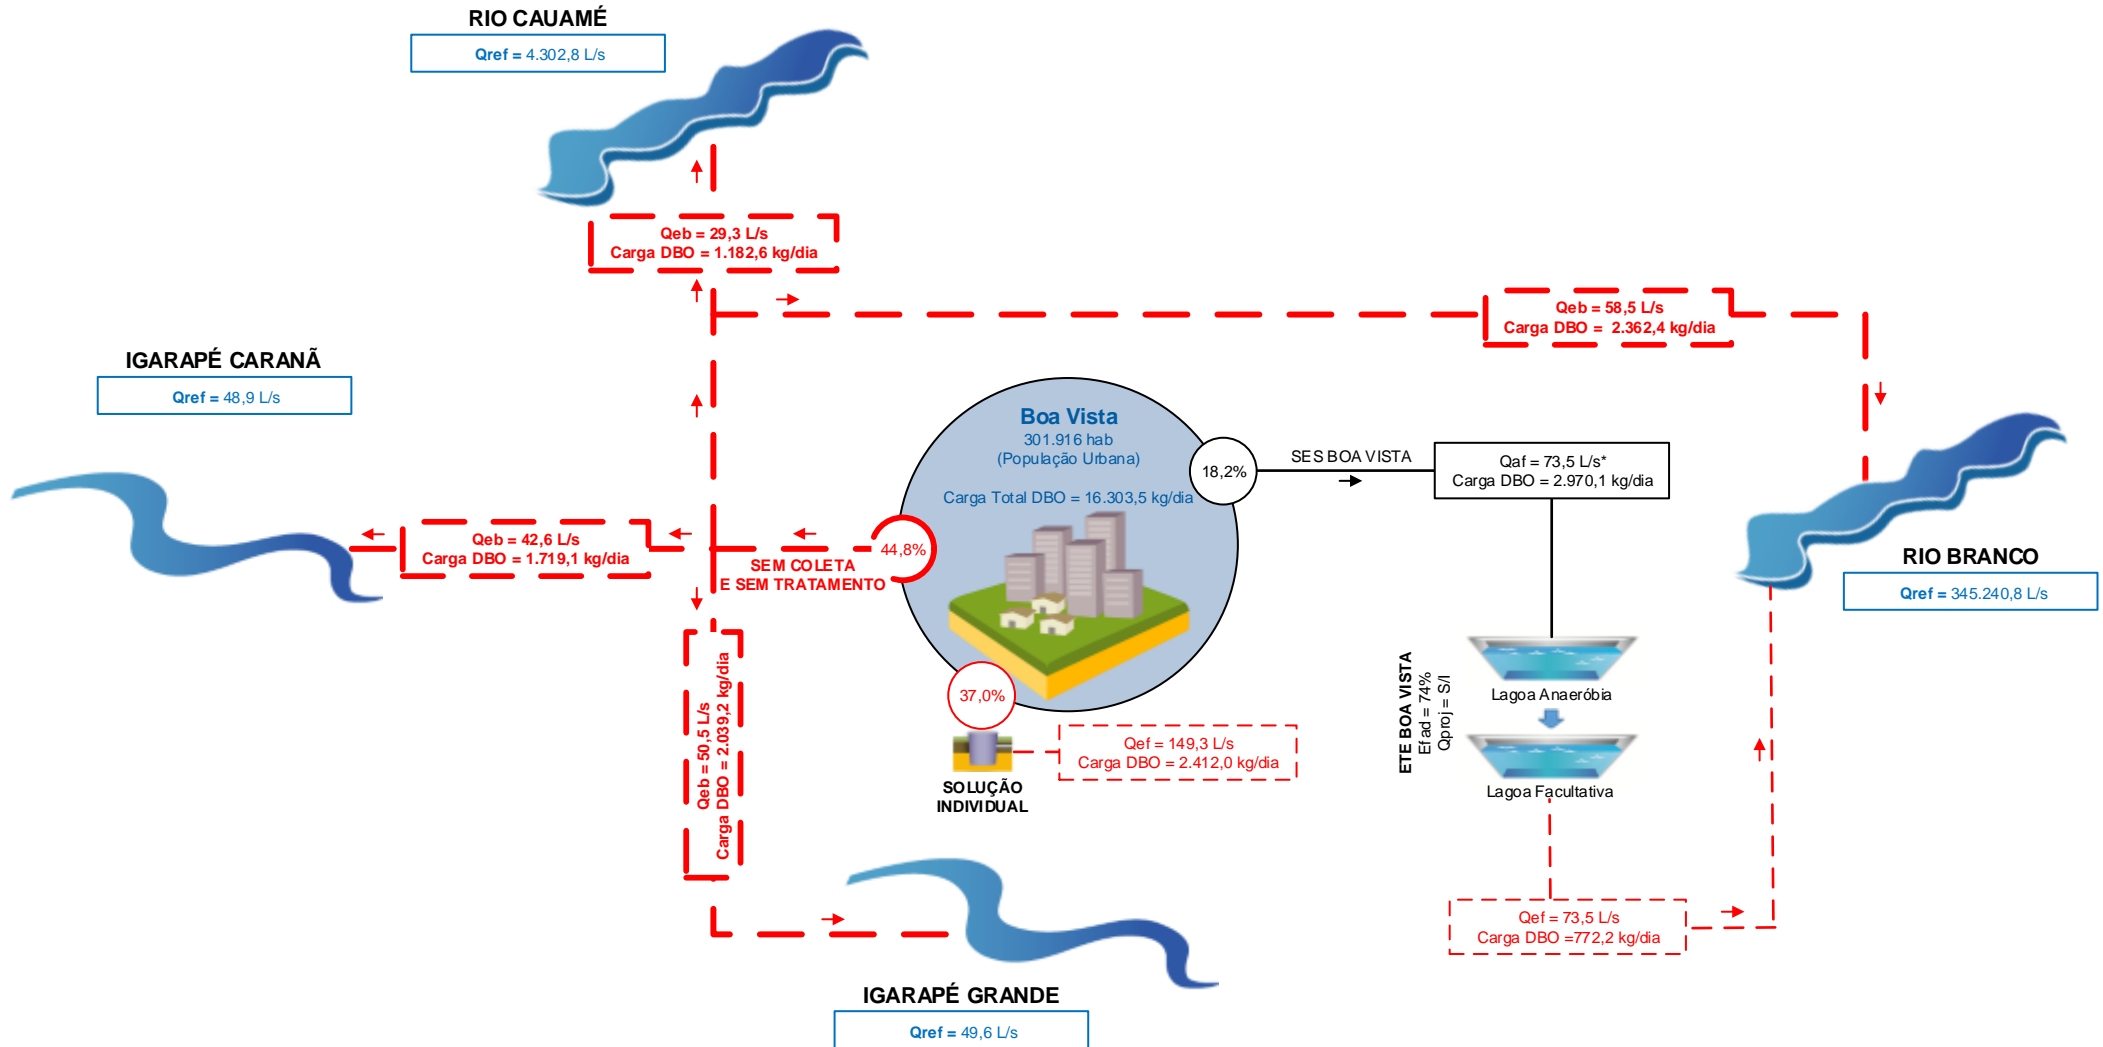 RIO CAUAMÉ
Qref = 4.302,8 L/s
Qeb = 29,3 L/s
Carga DBO = 1.182,6 kg/dia
Qeb = 58,5 L/s
Carga DBO = 2.362,4 kg/dia
IGARAPÉ CARANÃ
Qref = 48,9 L/s
Boa Vista
301.916 hab
(População Urbana)
Carga Total DBO = 16.303,5 kg/dia
18,2%
SES BOA VISTA
Qaf = 73,5 L/s*
Carga DBO = 2.970,1 kg/dia
Qeb = 42,6 L/s
Carga DBO = 1.719,1 kg/dia
44,8%
SEM COLETA
E SEM TRATAMENTO
RIO BRANCO
Qref = 345.240,8 L/s
Qeb = 50,5 L/s
Carga DBO = 2.039,2 kg/dia
37,0%
SOLUÇÃO
INDIVIDUAL
Qef = 149,3 L/s
Carga DBO = 2.412,0 kg/dia
ETE BOA VISTA
Efad = 74%
Qproj = S/I
Lagoa Anaeróbia
Lagoa Facultativa
Qef = 73,5 L/s
Carga DBO =772,2 kg/dia
IGARAPÉ GRANDE
Qref = 49,6 L/s